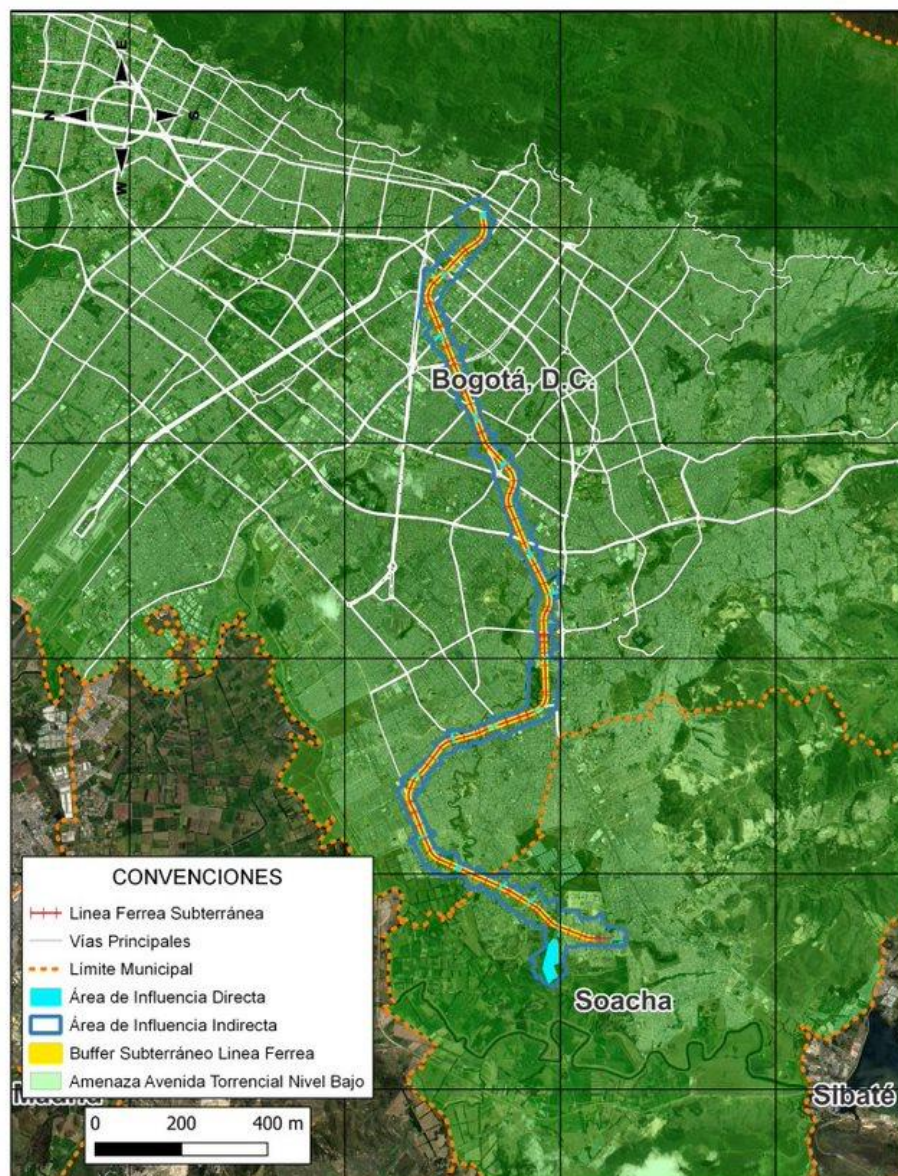 E
N
S
W
Bogotá, D.C.
CONVENCIONES
Linea Ferrea Subterránea
Vías Principales
Límite Municipal
Área de Influencia Directa
Área de Influencia Indirecta
Buffer Subterráneo Linea Ferrea
Amenaza Avenida Torrencial Nivel Bajo
0 200 400 m
Soacha
Sibaté